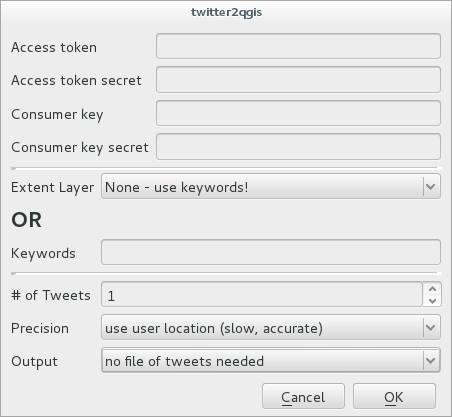 twitter2qgis
Access token
Access token secret
Consumer key
Consumer key secret
Extent Layer None - use keywords!
OR
Keywords
# of Tweets 1
Precision use user location (slow, accurate)
Output no file of tweets needed
Cancel OK